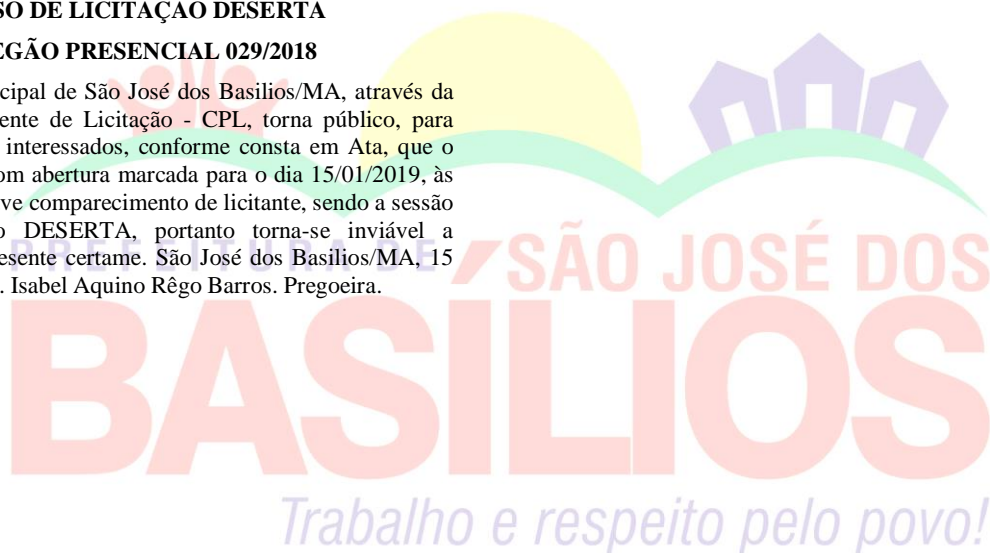 SO DE LICITAÇÃO DESERTA
EGÃO PRESENCIAL 029/2018
cipal de São José dos Basilios/MA, através da
ente de Licitação - CPL, torna público, para
interessados, conforme consta em Ata, que o
om abertura marcada para o dia 15/01/2019, às
ve comparecimento de licitante, sendo a sessão
o DESERTA, portanto torna-se inviável a
esente certame. São José dos Basilios/MA, 15
. Isabel Aquino Rêgo Barros. Pregoeira.
PREFEITURA DE SÃO JOSÉ DOS
BASÍLIOS
Trabalho e respeito pelo povo!